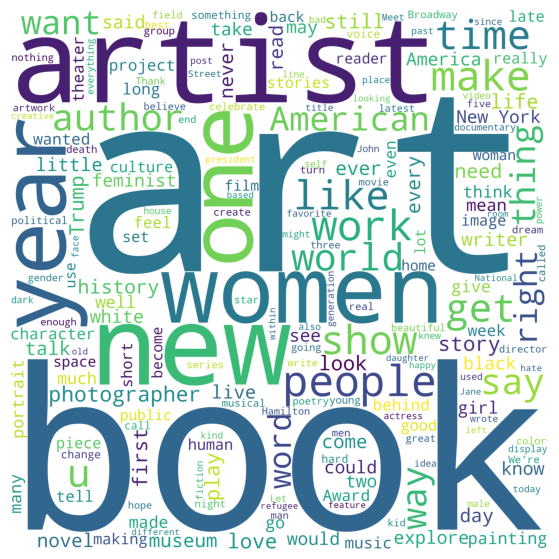 want said artist still back time
something nothing group theater never project long post Street
take may read Broadway Meet since field best voice bad everything Thank
past late reader stories America really make
artwork creative believe celebrate end line place looking title latest video five
author wanted American New York life documentary
year little culture feminist Trump one art
death president self John turn movie based
woman ever even every need thing
film feel set create favorite like work world
political use face house might three home lot think mean image writer
gender history well white women power room dream called
dark enough character talk space old short become
star within generation real also going beautiful knew
new show get right give week National
see look story director
portrait much photographer live series write daughter happy
musical Hamilton poetry young actress
people say black girl behind good hate used Jane wrote left
book public call first human play word
piece change u tell many
kind hard men great idea could come two way know
color display We're today male day
hope fiction night Let refugee man feature kid
novel made making different museum love go would Award music explore painting